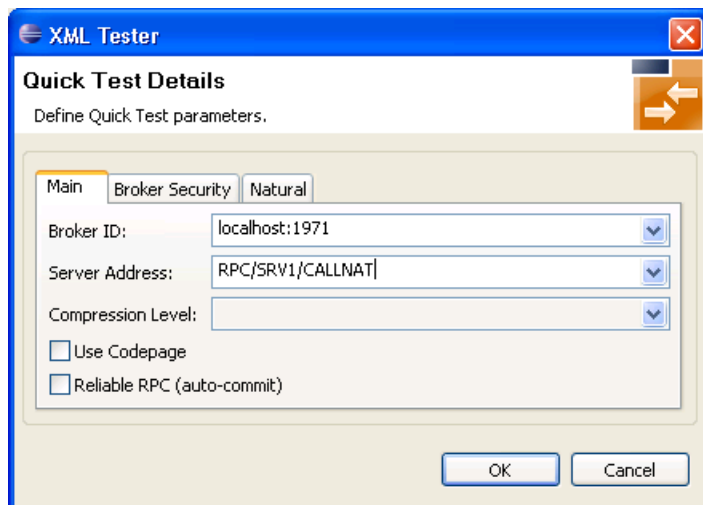 XML Tester
Quick Test Details
Define Quick Test parameters.
Main Broker Security Natural
Broker ID: localhost:1971
Server Address: RPC/SRV1/CALLNAT
Compression Level:
Use Codepage
Reliable RPC (auto-commit)
OK Cancel